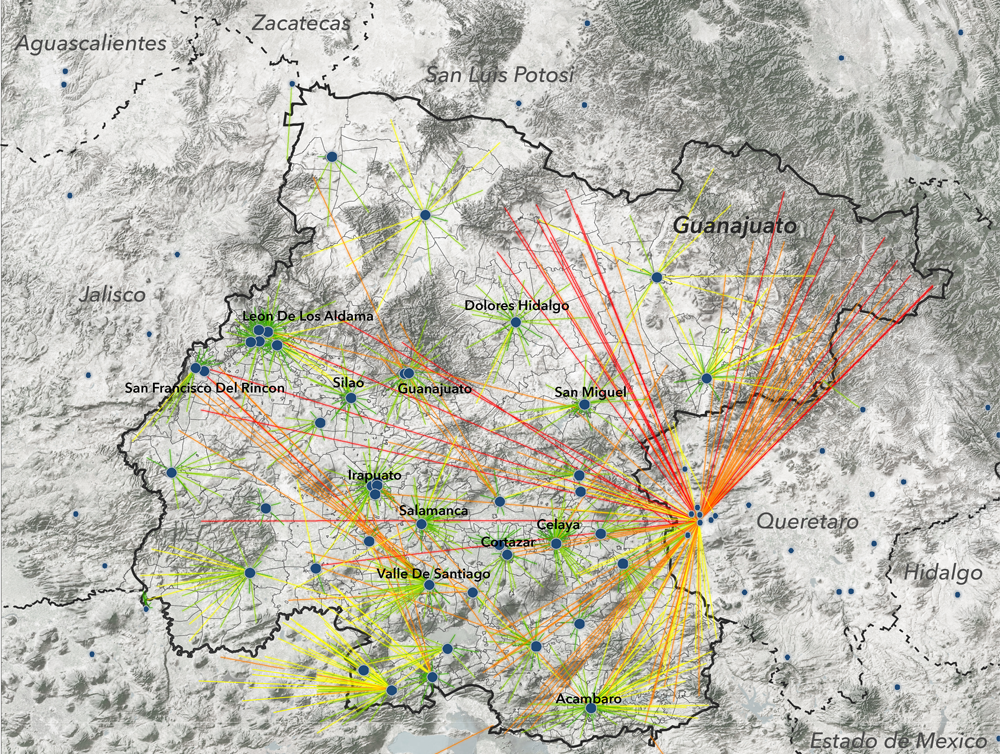 Zacatecas
Aguascalientes
San Luis Potosi
Guanajuato
Jalisco
Dolores Hidalgo
Leon De Los Aldama
San Francisco Del Rincon
Silao
Guanajuato
San Miguel
Irapuato
Salamanca
Celaya
Queretaro
Cortazar
Valle De Santiago
Hidalgo
Acambaro
Estado de Mexico